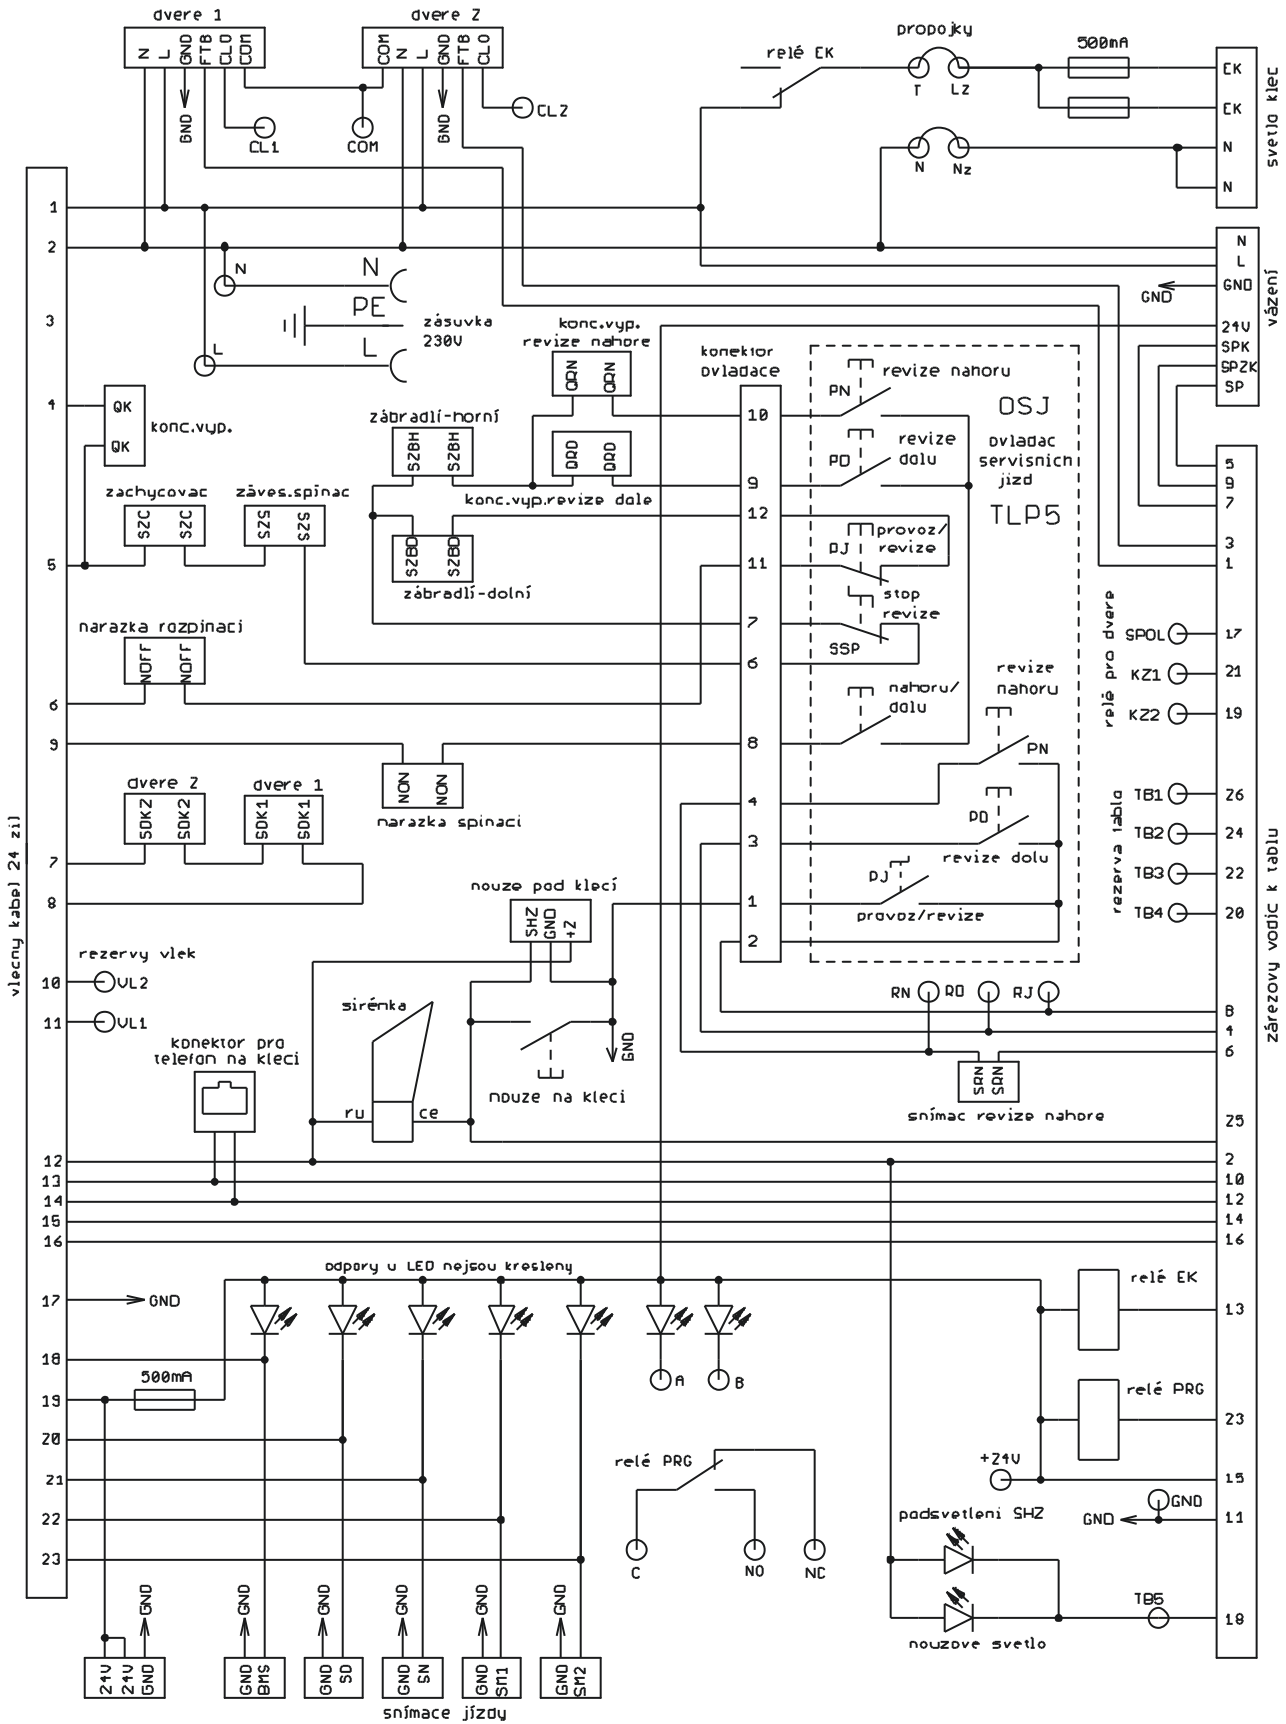 dvere 1
dvere 2
N L GND FTB CLO COM
COM N L GND FTB CLO
propojky
relé EK
500mA
T Lz
EK
EK
N
N
svetla klec
GND
CL1
COM
GND
CL2
N Nz
1
2
3
N
N
PE
zásuvka
230V
L
L
N
L
GND
GND
24V
SPK
SPZK
SP
vázení
konc.vyp.
revize nahore
QRN QRN
konektor
ovladace
PN
revize nahoru
OSJ
4
QK
QK
konc.vyp.
zábradlí-horní
SZBH SZBH
QRD QRD
10
PD
revize
dolu
ovladac
servisních
jízd
TLP5
zachycovac
SZC SZC
záves.spínac
SZS SZS
konc.vyp.revize dole
9
12
5
9
7
3
1
SZBD SZBD
zábradlí-dolní
5
11
PJ
provoz/
revize
stop
revize
7
SSP
6
narazka rozpinaci
NOFF NOFF
6
revize
nahoru
nahoru/
dolu
8
PN
relé pro dvere
SPOL 17
KZ1 21
KZ2 19
9
NON NON
narazka spinaci
4
PD
3
revize dolu
PJ
1
provoz/revize
2
rezerva tabla
TB1 26
TB2 24
TB3 22
TB4 20
dvere 2
SDK2 SDK2
dvere 1
SDK1 SDK1
7
8
vlecny kabel 24 zil
zárezovy vodic k tablu
nouze pod klecí
SHZ GND +Z
rezervy vlek
10 VL2
11 VL1
sirénka
GND
RN RD RJ
8
4
6
konektor pro
telefon na kleci
ru ce
nouze na kleci
SRN SRN
snímac revize nahore
25
12 2
13 10
14 12
15 14
16 16
odpory u LED nejsou kresleny
17 GND
relé EK
13
18
500mA
19
A B
relé PRG
23
20
21
relé PRG
+24V
15
22
podsvetleni SHZ
GND
GND
11
23
C NO NC
TB5
18
nouzove svetlo
GND
GND
GND
GND
GND
GND
24V 24V GND
GND BMS
GND SD
GND SN
GND SM1
GND SM2
snímace jízdy